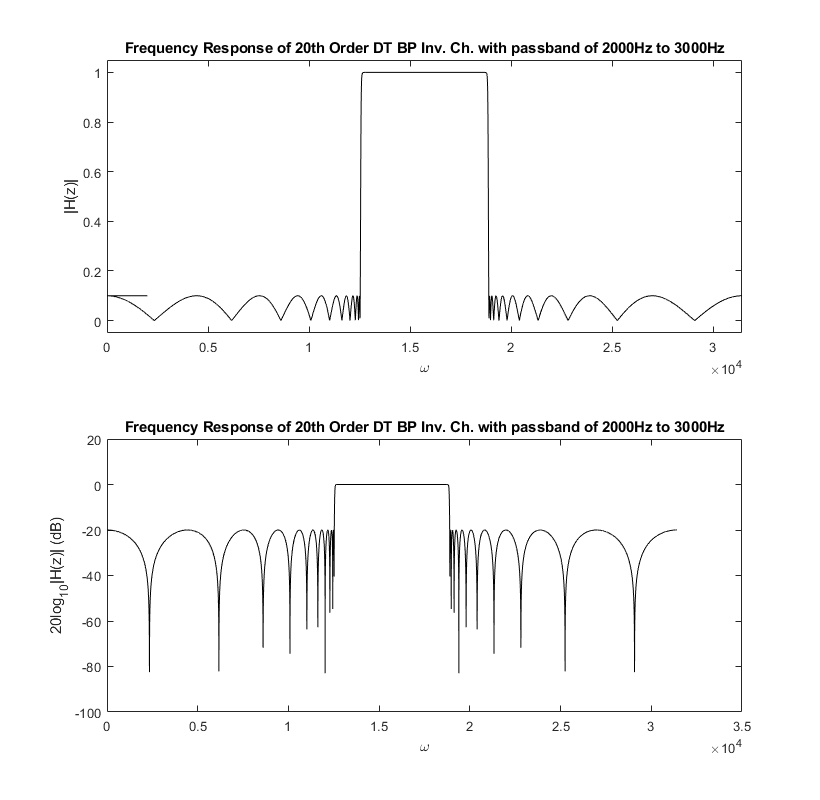 Frequency Response of 20th Order DT BP Inv. Ch. with passband of 2000Hz to 3000Hz
|H(z)|
1
0.8
0.6
0.4
0.2
0
0 0.5 1 1.5 2 2.5 3
ω
×10^4
Frequency Response of 20th Order DT BP Inv. Ch. with passband of 2000Hz to 3000Hz
20log_10|H(z)| (dB)
20
0
-20
-40
-60
-80
-100
0 0.5 1 1.5 2 2.5 3 3.5
ω
×10^4